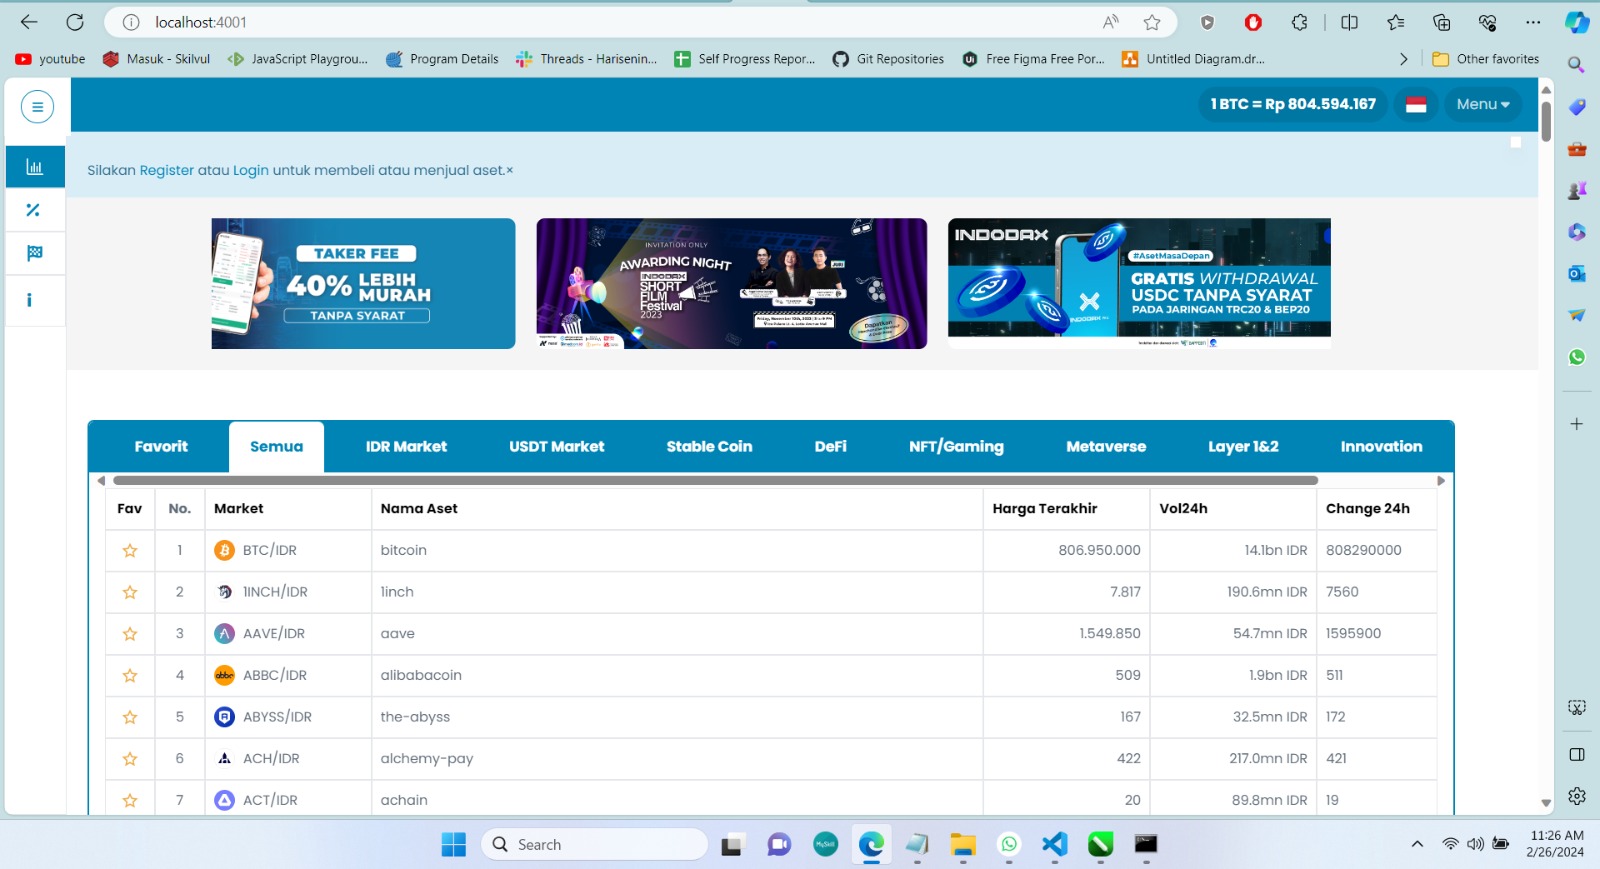 localhost:4001
youtube
Masuk - Skilvul
JavaScript Playgrou...
Program Details
Threads - Harisenin...
Self Progress Repor...
Git Repositories
Free Figma Free Por...
Untitled Diagram.dr...
Other favorites
1 BTC = Rp 804.594.167
Menu
Silakan Register atau Login untuk membeli atau menjual aset.×
TAKER FEE
40% LEBIH
MURAH
TANPA SYARAT
INVITATION ONLY
AWARDING NIGHT
INDODAX
SHORT
FILM
Festival
2023
INDODAX
#AsetMasaDepan
GRATIS WITHDRAWAL
USDC TANPA SYARAT
PADA JARINGAN TRC20 & BEP20
Favorit Semua IDR Market USDT Market Stable Coin DeFi NFT/Gaming Metaverse Layer 1&2 Innovation
Fav No. Market Nama Aset Harga Terakhir Vol24h Change 24h
1 BTC/IDR bitcoin 806.950.000 14.1bn IDR 808290000
2 1INCH/IDR 1inch 7.817 190.6mn IDR 7560
3 AAVE/IDR aave 1.549.850 54.7mn IDR 1595900
4 ABBC/IDR alibabacoin 509 1.9bn IDR 511
5 ABYSS/IDR the-abyss 167 32.5mn IDR 172
6 ACH/IDR alchemy-pay 422 217.0mn IDR 421
7 ACT/IDR achain 20 89.8mn IDR 19
Search
11:26 AM
2/26/2024